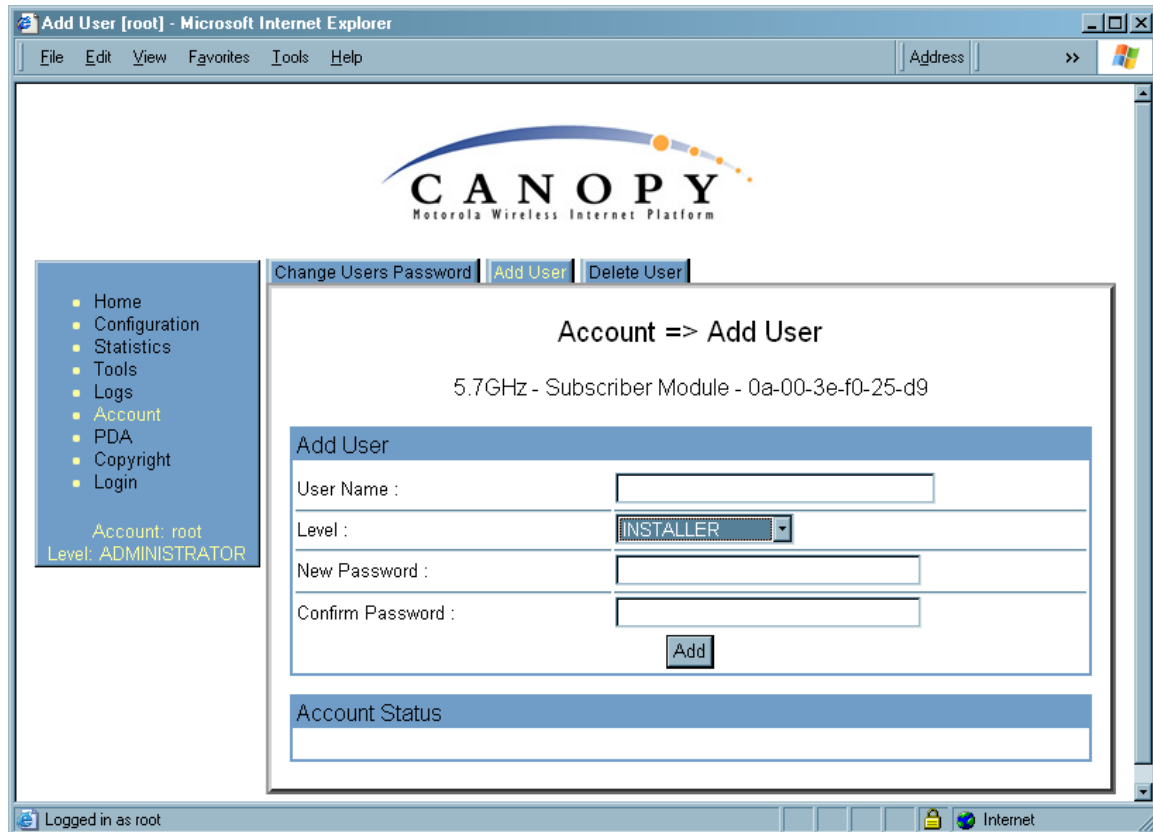 Add User [root] - Microsoft Internet Explorer
File Edit View Favorites Tools Help Address »
CANOPY
Motorola Wireless Internet Platform
Change Users Password Add User Delete User
Home
Configuration
Statistics
Tools
Logs
Account
PDA
Copyright
Login
Account: root
Level: ADMINISTRATOR
Account => Add User
5.7GHz - Subscriber Module - 0a-00-3e-f0-25-d9
Add User
User Name :
Level : INSTALLER
New Password :
Confirm Password :
Add
Account Status
Logged in as root Internet